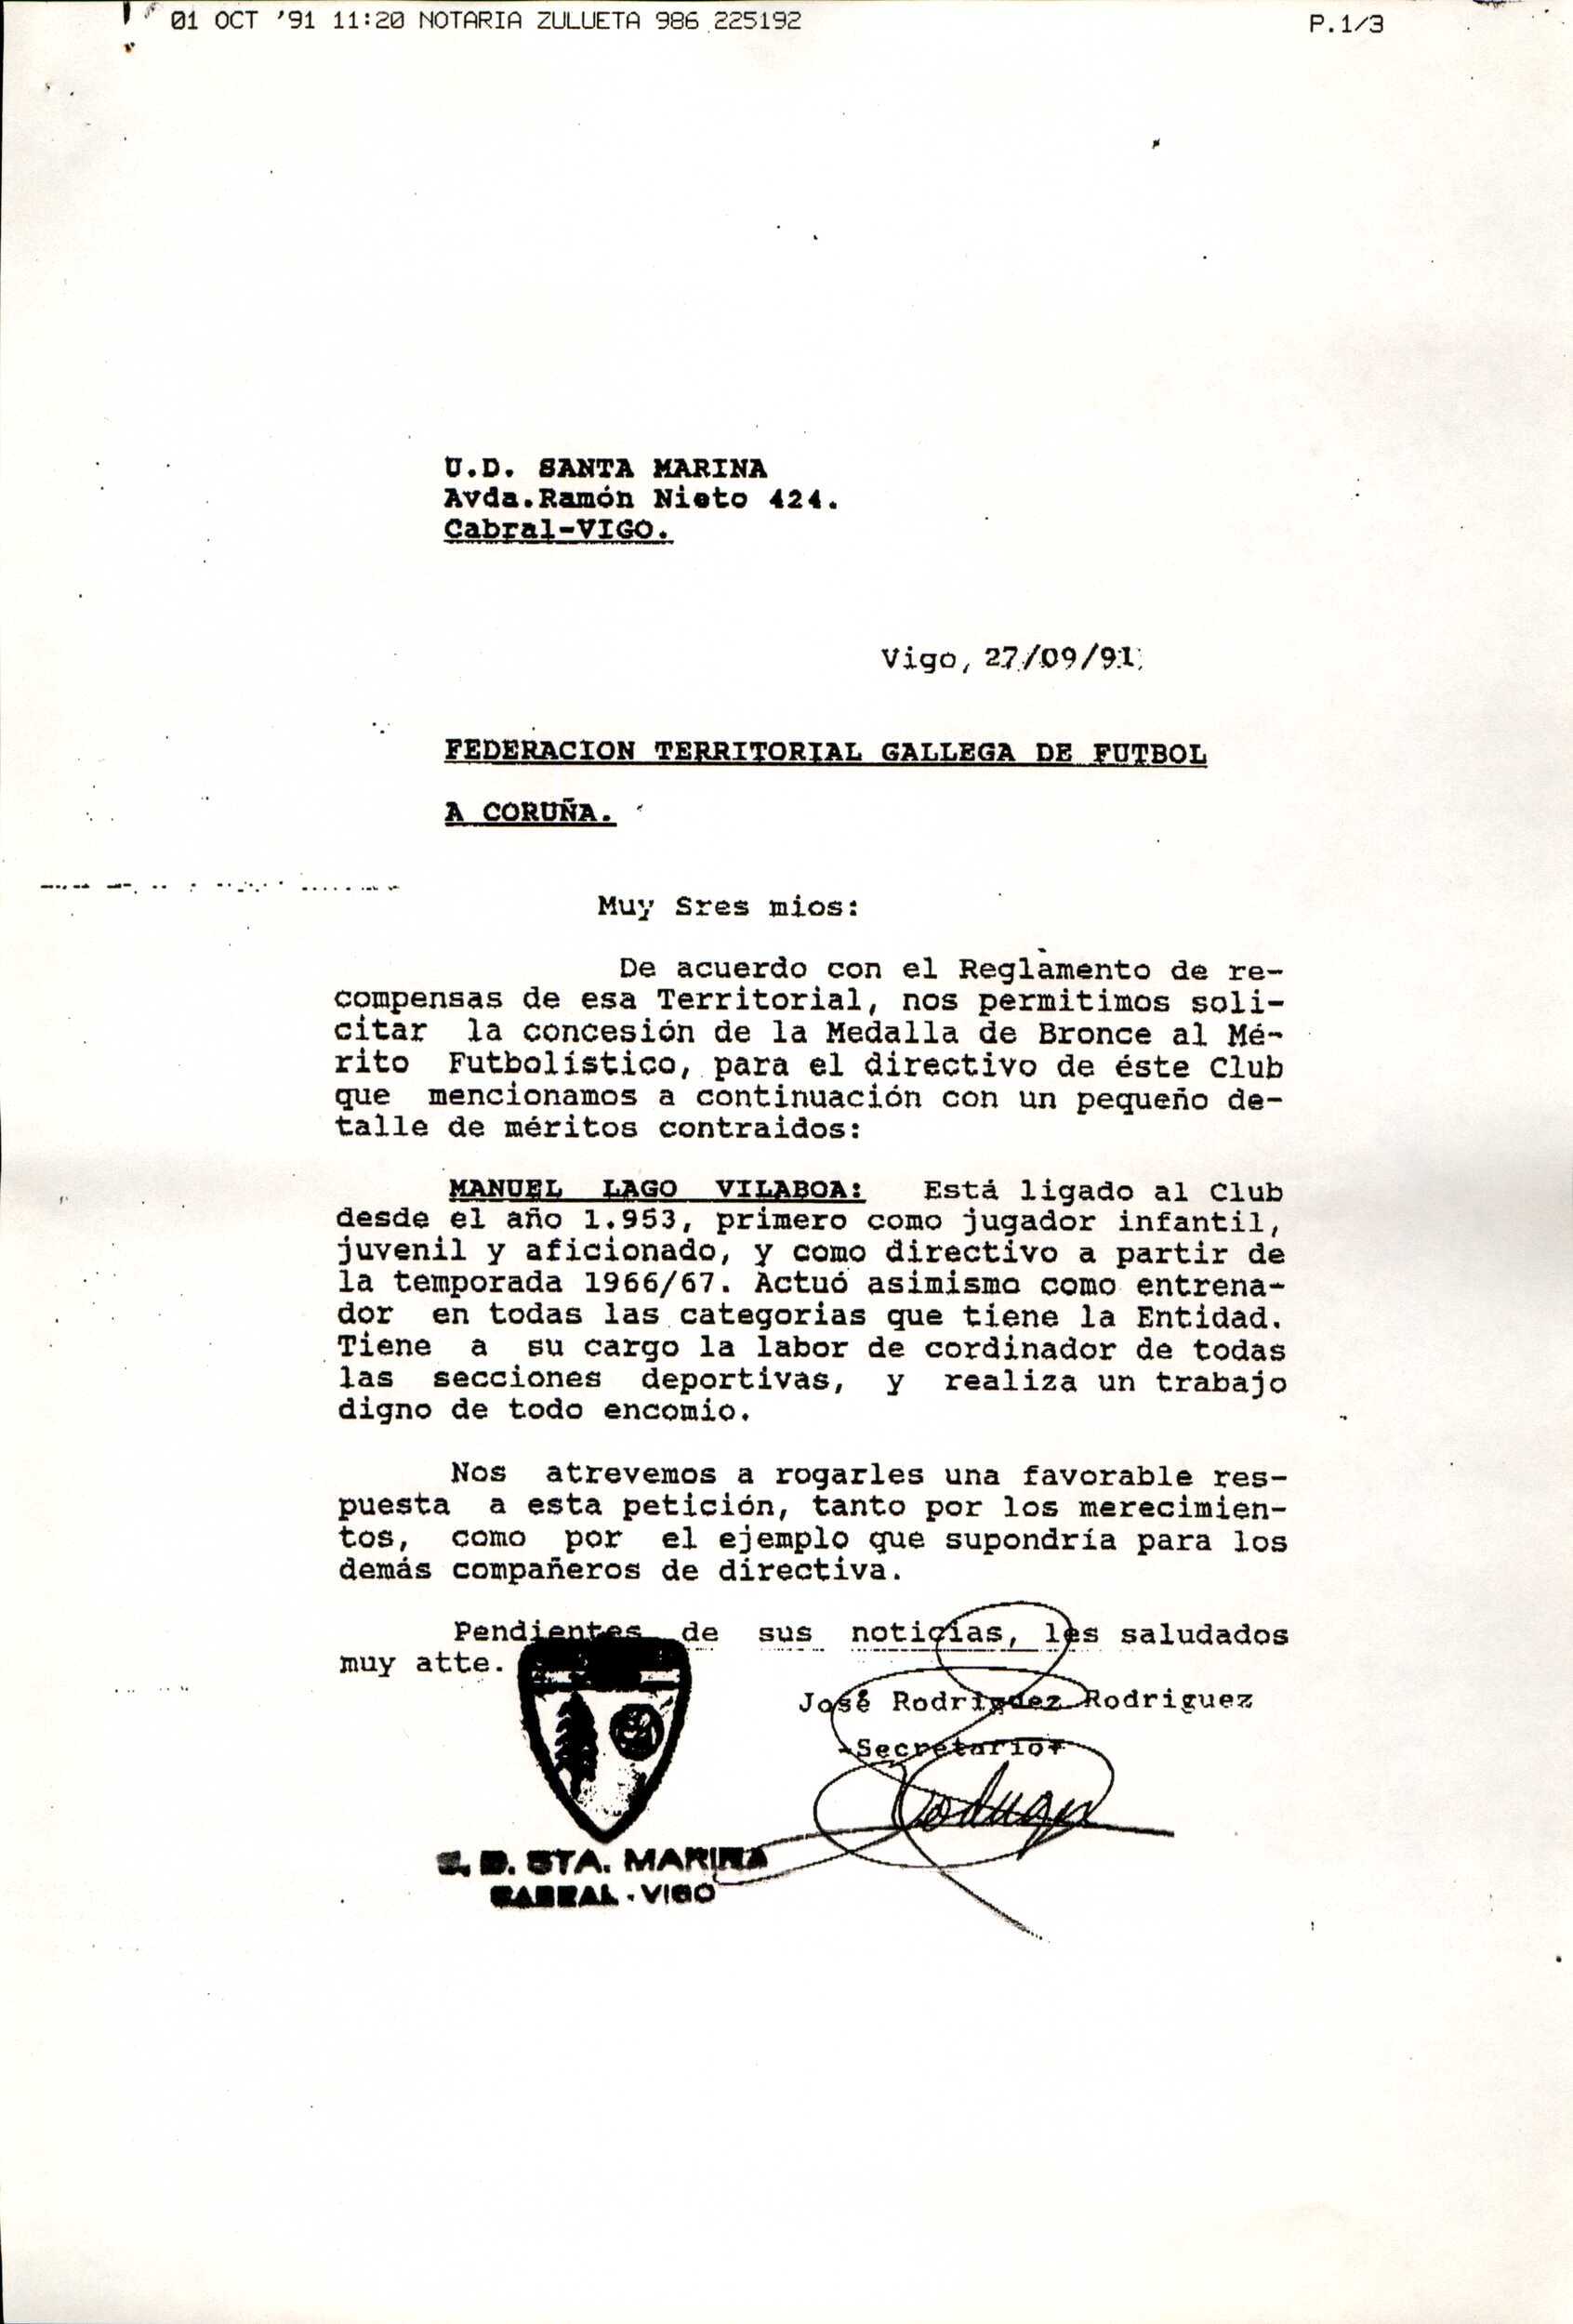 01 OCT '91 11:20 NOTARIA ZULUETA 986 225192 P.1/3
U.D. SANTA MARINA
Avda.Ramón Nieto 424.
Cabral-VIGO.
Vigo, 27/09/91.
FEDERACION TERRITORIAL GALLEGA DE FUTBOL
A CORUÑA.
Muy Sres mios:
De acuerdo con el Reglamento de re-
compensas de esa Territorial, nos permitimos soli-
citar la concesión de la Medalla de Bronce al Mé-
rito Futbolístico, para el directivo de éste Club
que mencionamos a continuación con un pequeño de-
talle de méritos contraidos:
MANUEL LAGO VILABOA: Está ligado al Club
desde el año 1.953, primero como jugador infantil,
juvenil y aficionado, y como directivo a partir de
la temporada 1966/67. Actuó asimismo como entrena-
dor en todas las categorias que tiene la Entidad.
Tiene a su cargo la labor de cordinador de todas
las secciones deportivas, y realiza un trabajo
digno de todo encomio.
Nos atrevemos a rogarles una favorable res-
puesta a esta petición, tanto por los merecimien-
tos, como por el ejemplo que supondría para los
demás compañeros de directiva.
Pendientes de sus noticias, les saludados
muy atte.
José Rodriguez Rodriguez
-Secretario-
D. STA. MARINA
CABRAL - VIGO